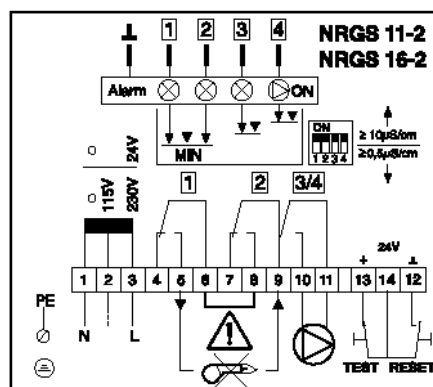 1 2 3 4
NRGS 11-2
NRGS 16-2
Alarm ON
MIN
ON
1 2 3 4
≥ 10µS/cm
≥0,5µS/cm
24V
115V
230V
1 2 3/4
24V
+ ⊥
1 2 3 4 5 6 7 8 9 10 11 13 14 12
PE
N L
TEST RESET